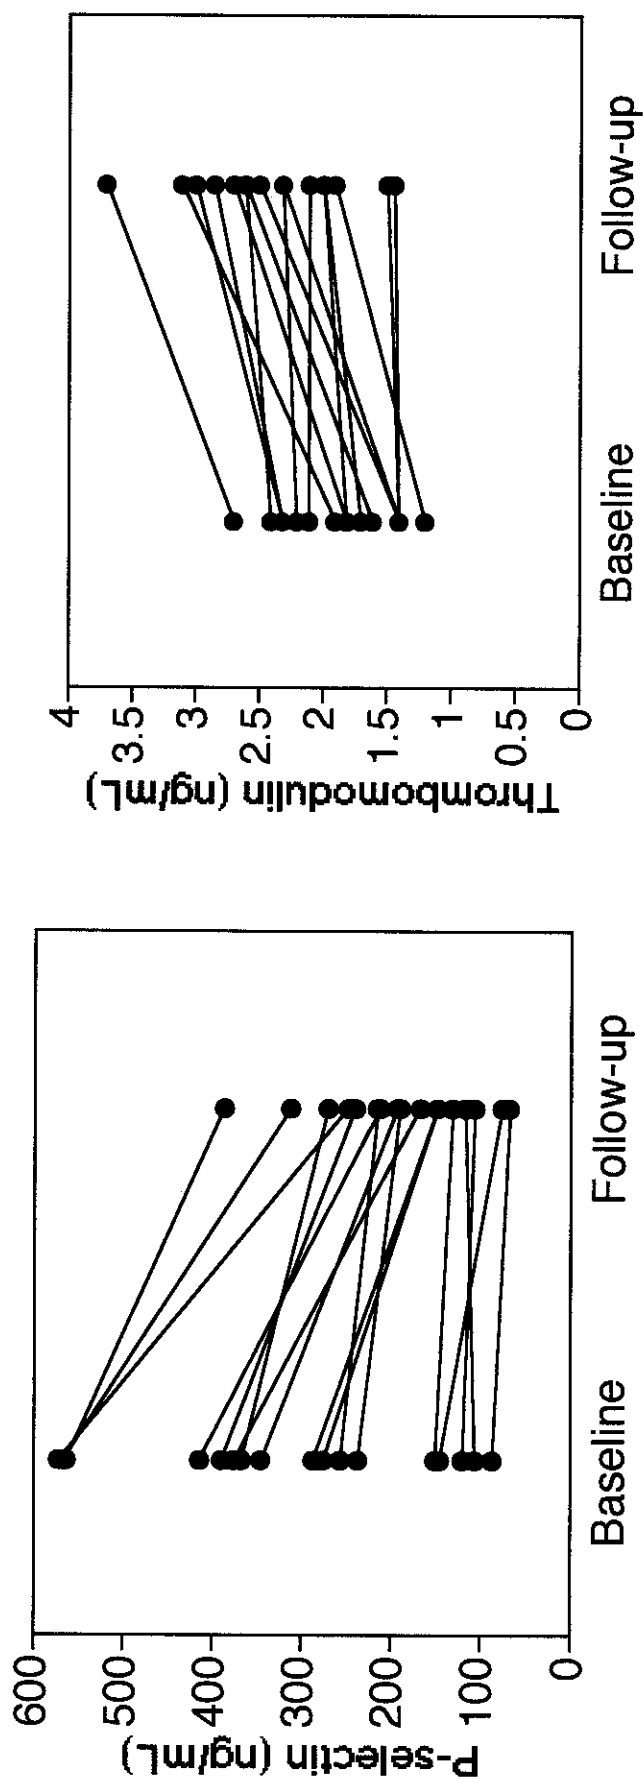 P-selectin (ng/mL)
600
500
400
300
200
100
0
Baseline
Follow-up
Thrombomodulin (ng/mL)
4
3.5
3
2.5
2
1.5
1
0.5
0
Baseline
Follow-up